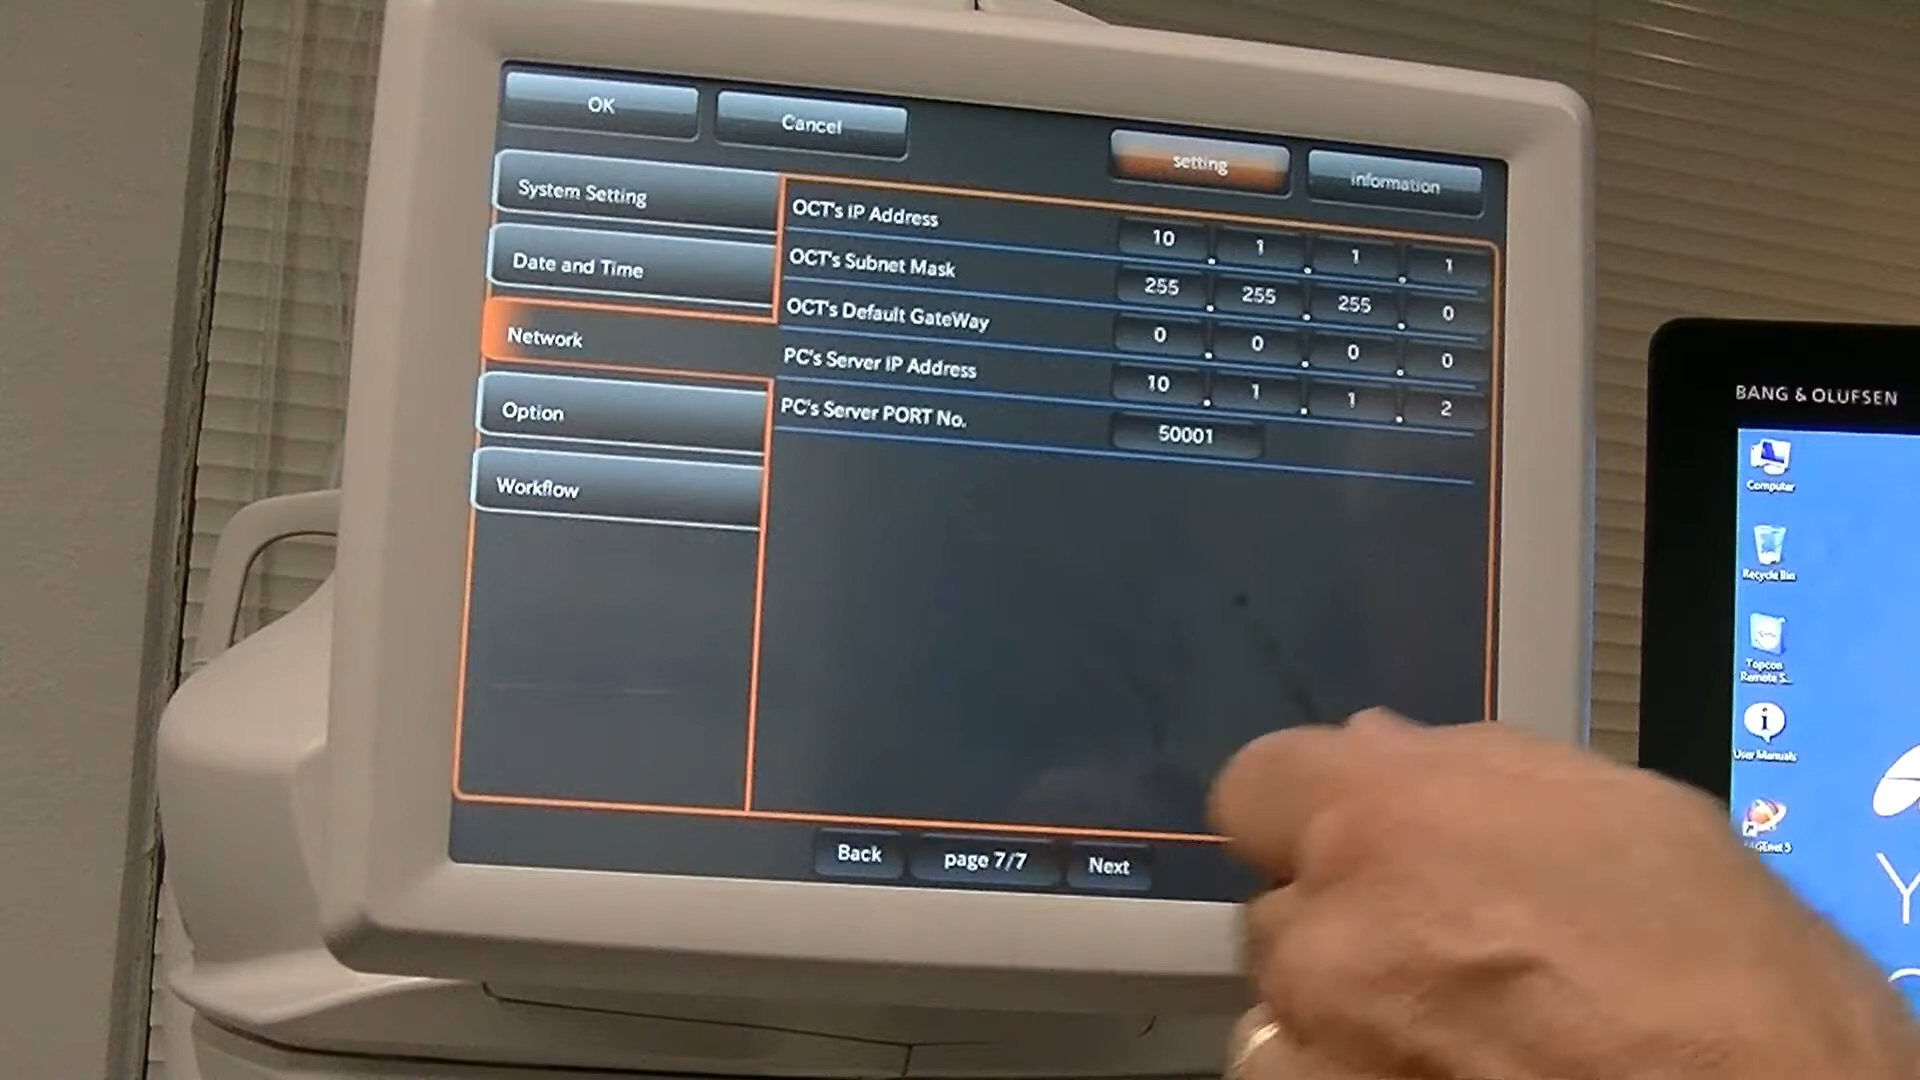 OK
Cancel
setting
information
System Setting
Date and Time
Network
Option
Workflow
OCT's IP Address 10 . 1 . 1 . 1
OCT's Subnet Mask 255 . 255 . 255 . 0
OCT's Default GateWay 0 . 0 . 0 . 0
PC's Server IP Address 10 . 1 . 1 . 2
PC's Server PORT No. 50001
Back
page 7/7
Next
BANG & OLUFSEN
Computer
Recycle Bin
Topcon
Remote S...
User Manuals